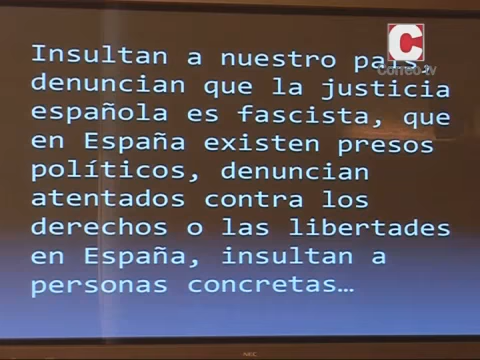 Insultan a nuestro país,
denuncian que la justicia
española es fascista, que
en España existen presos
políticos, denuncian
atentados contra los
derechos o las libertades
en España, insultan a
personas concretas…
C
Correo tv
NEC